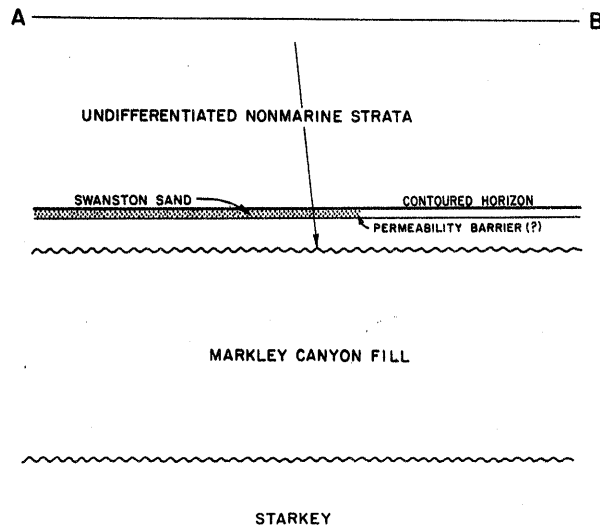 A B
UNDIFFERENTIATED NONMARINE STRATA
SWANSTON SAND
CONTOURED HORIZON
PERMEABILITY BARRIER (?)
MARKLEY CANYON FILL
STARKEY